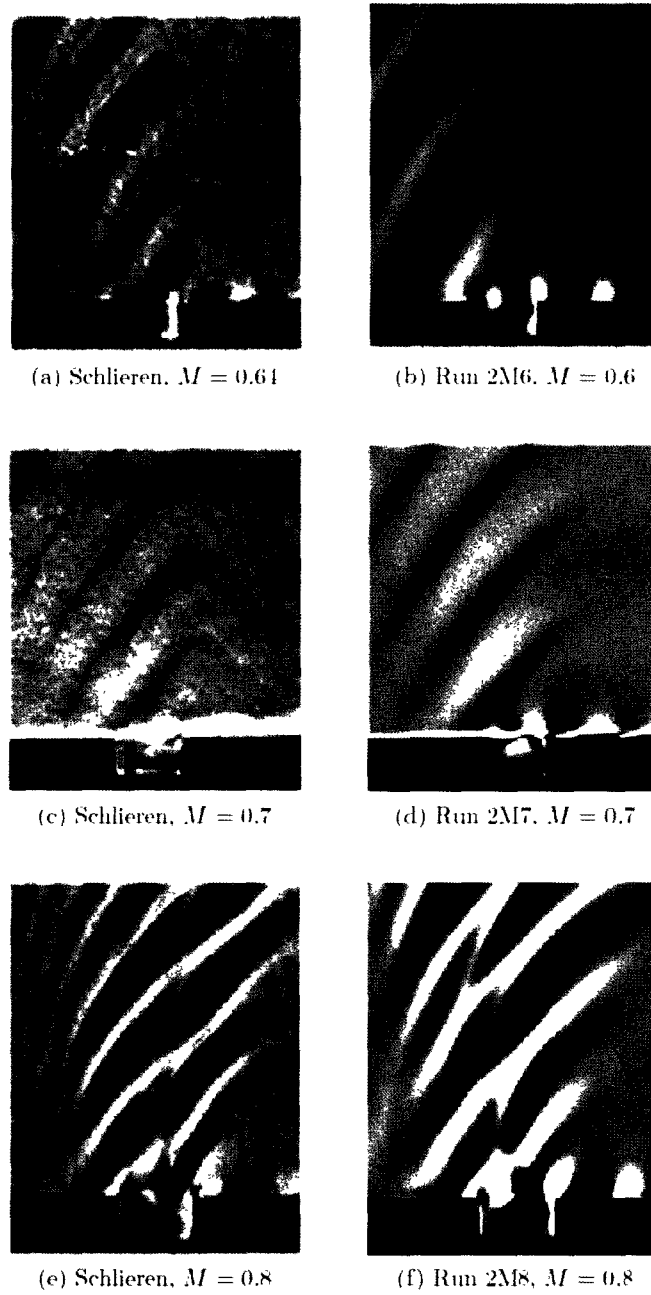 (a) Schlieren, M = 0.64
(b) Run 2M6, M = 0.6
(c) Schlieren, M = 0.7
(d) Run 2M7, M = 0.7
(e) Schlieren, M = 0.8
(f) Run 2M8, M = 0.8